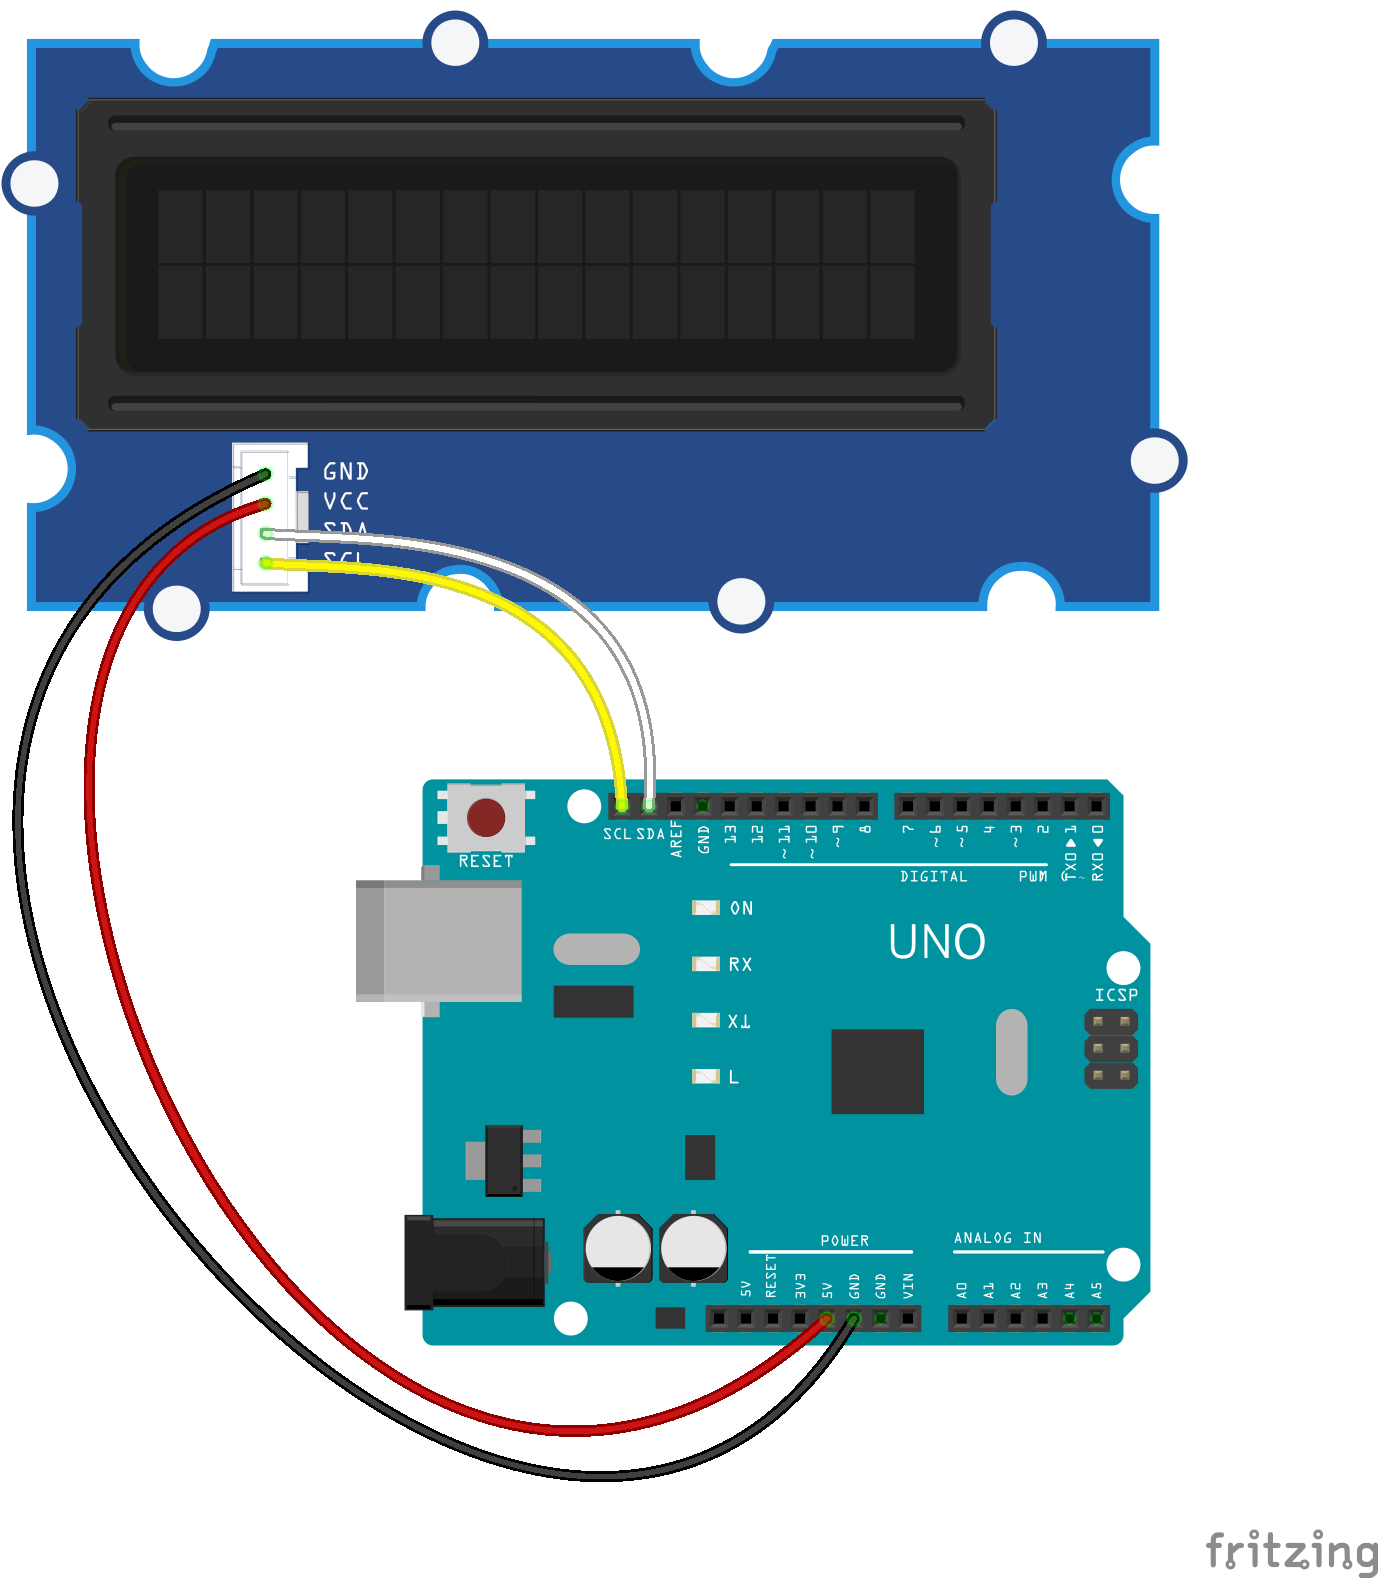 GND
VCC
SDA
SCL
RESET
SCL
SDA
AREF
GND
13
12
~11
~10
~9
8
7
~6
~5
4
~3
2
TX0▶1
RX0◀0
DIGITAL
PWM
~
ON
RX
TX
L
UNO
ICSP
POWER
ANALOG IN
5V
RESET
3V3
5V
GND
GND
VIN
A0
A1
A2
A3
A4
A5
fritzing